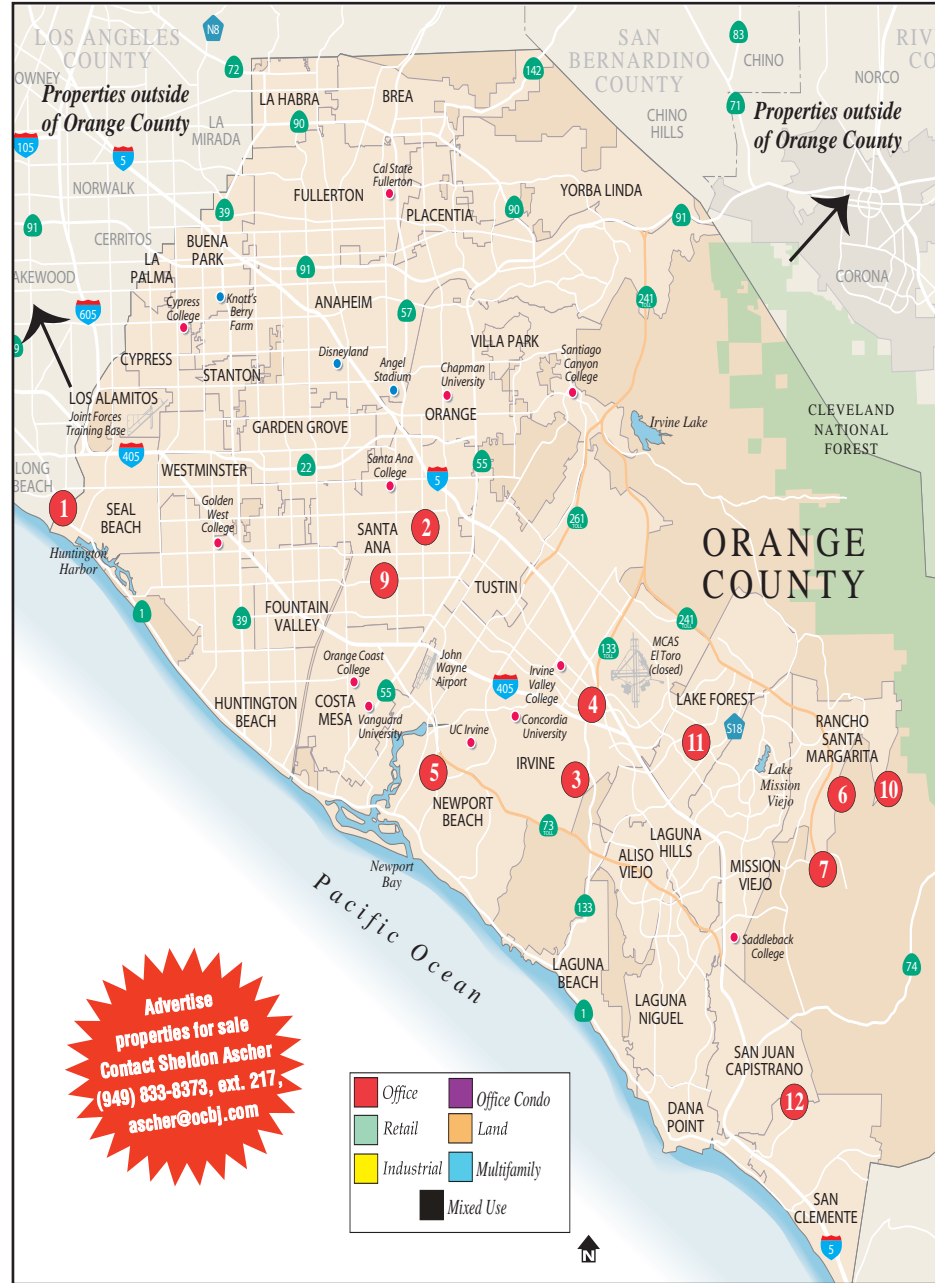 N8
LOS ANGELES
COUNTY
72
OWNEY
Properties outside
of Orange County
LA
MIRADA
105
5
NORWALK
91
CERRITOS
AKEWOOD
605
9
LONG
BEACH
83
SAN
BERNARDINO
COUNTY
CHINO
RIV
CO
NORCO
142
71
CHINO
HILLS
Properties outside
of Orange County
CORONA
LA HABRA
BREA
90
Cal State
Fullerton
FULLERTON
YORBA LINDA
PLACENTIA
90
39
91
BUENA
PARK
LA
PALMA
91
Cypress
College
Knott's
Berry
Farm
ANAHEIM
57
241
TOLL
VILLA PARK
CYPRESS
STANTON
Disneyland
Angel
Stadium
Chapman
University
Santiago
Canyon
College
LOS ALAMITOS
Joint Forces
Training Base
ORANGE
GARDEN GROVE
Irvine Lake
CLEVELAND
NATIONAL
FOREST
405
WESTMINSTER
22
Santa Ana
College
5
55
1
SEAL
BEACH
Golden
West
College
SANTA
ANA
2
261
TOLL
ORANGE
COUNTY
Huntington
Harbor
9
TUSTIN
1
39
FOUNTAIN
VALLEY
241
TOLL
133
TOLL
MCAS
El Toro
(closed)
Orange Coast
College
John
Wayne
Airport
Irvine
Valley
College
HUNTINGTON
BEACH
COSTA
MESA
55
Vanguard
University
405
4
LAKE FOREST
UC Irvine
Concordia
University
11
S18
RANCHO
SANTA
MARGARITA
5
IRVINE
3
Lake
Mission
Viejo
6
10
NEWPORT
BEACH
73
TOLL
LAGUNA
HILLS
ALISO
VIEJO
MISSION
VIEJO
7
Newport
Bay
Pacific Ocean
133
Saddleback
College
74
LAGUNA
BEACH
1
LAGUNA
NIGUEL
SAN JUAN
CAPISTRANO
12
DANA
POINT
SAN
CLEMENTE
5
Advertise
properties for sale
Contact Sheldon Ascher
(949) 833-8373, ext. 217,
ascher@ocbj.com
Office
Office Condo
Retail
Land
Industrial
Multifamily
Mixed Use
N